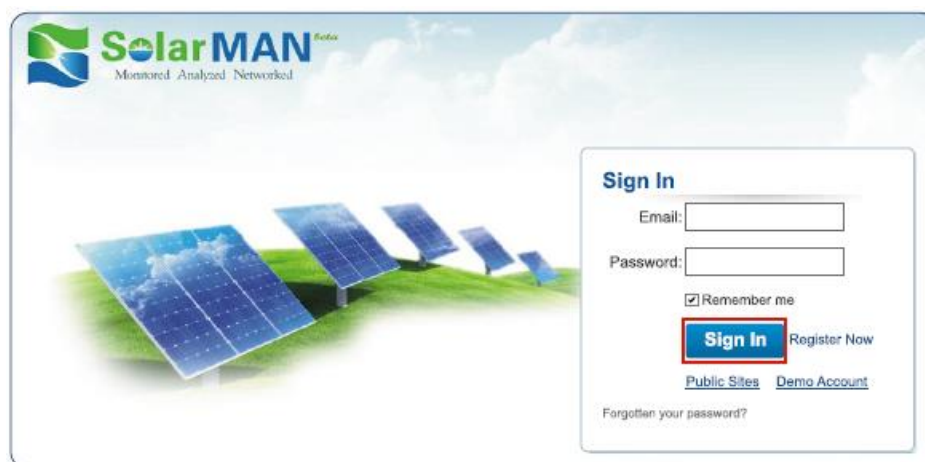 SolarMAN Beta
Monitored Analyzed Networked
Sign In
Email:
Password:
Remember me
Sign In Register Now
Public Sites Demo Account
Forgotten your password?